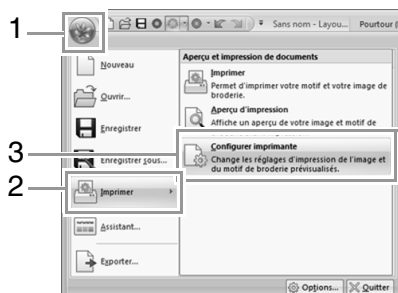 1
Sans nom - Layou...
Pourtour
Nouveau
Ouvrir...
Enregistrer
3
Enregistrer sous...
2
Imprimer
Assistant...
Exporter...
Aperçu et impression de documents
Imprimer
Permet d'imprimer votre motif et votre image de
broderie.
Aperçu d'impression
Affiche un aperçu de votre image et motif de
Configurer imprimante
Change les réglages d'impression de l'image et
du motif de broderie prévisualisés.
Options...
Quitter